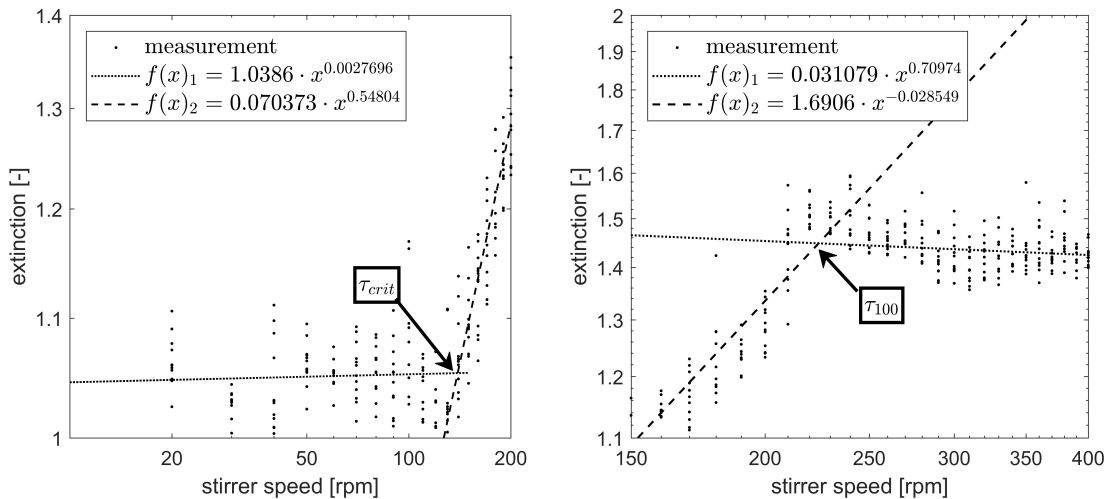 1.4
1.3
1.2
1.1
1
extinction [-]
measurement
f(x)₁ = 1.0386 · x^0.0027696
f(x)₂ = 0.070373 · x^0.54804
τ_crit
20
50
100
200
stirrer speed [rpm]
2
1.9
1.8
1.7
1.6
1.5
1.4
1.3
1.2
1.1
extinction [-]
measurement
f(x)₁ = 0.031079 · x^0.70974
f(x)₂ = 1.6906 · x^−0.028549
τ₁₀₀
150
200
250
300
350
400
stirrer speed [rpm]